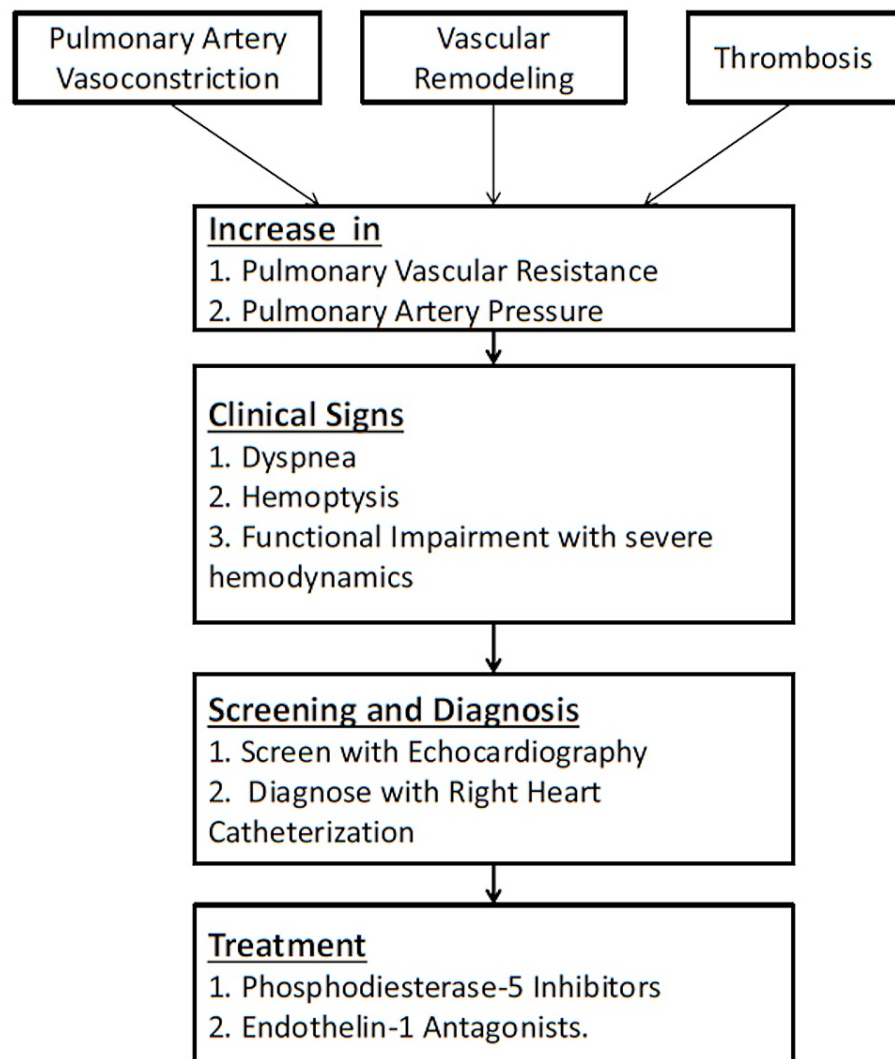 Pulmonary Artery
Vasoconstriction
Vascular
Remodeling
Thrombosis
Increase in
1. Pulmonary Vascular Resistance
2. Pulmonary Artery Pressure
Clinical Signs
1. Dyspnea
2. Hemoptysis
3. Functional Impairment with severe
hemodynamics
Screening and Diagnosis
1. Screen with Echocardiography
2. Diagnose with Right Heart
Catheterization
Treatment
1. Phosphodiesterase-5 Inhibitors
2. Endothelin-1 Antagonists.